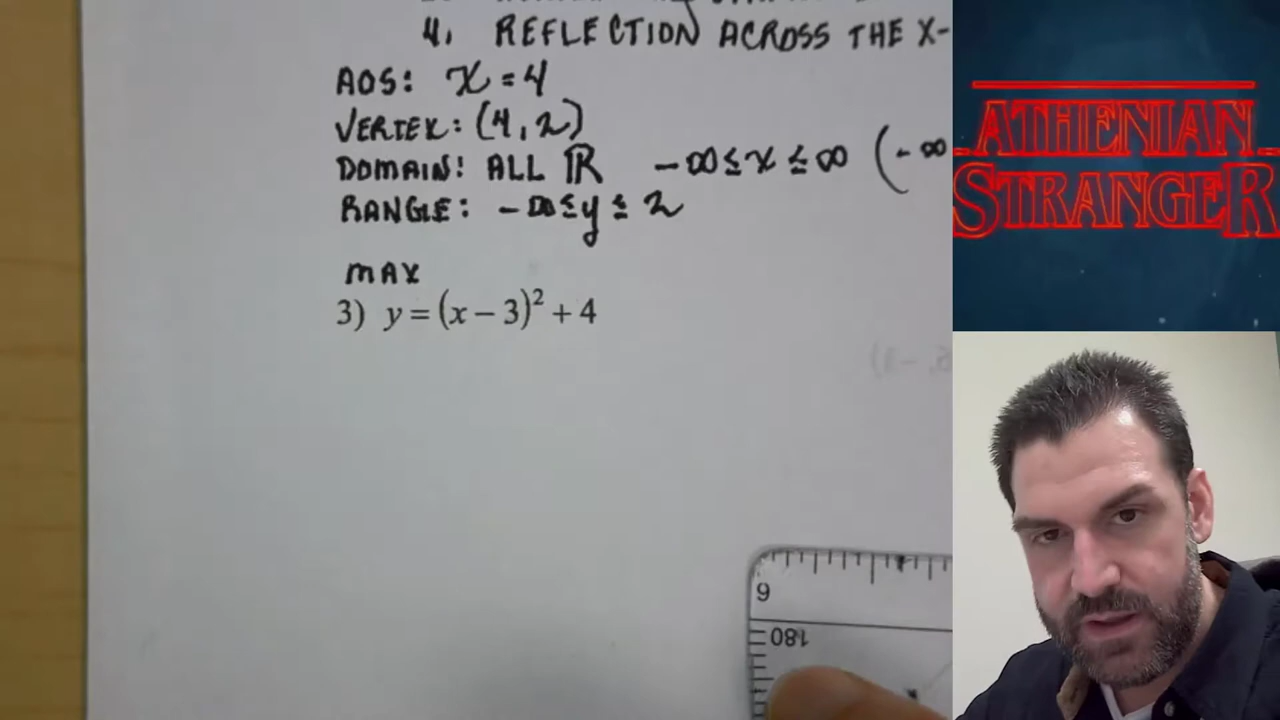 4. REFLECTION ACROSS THE X-
AOS: x = 4
VERTEX: (4, 2)
DOMAIN: ALL ℝ -∞ ≤ x ≤ ∞ (-∞
RANGE: -∞ ≤ y ≤ 2
MAX
3) y = (x – 3)² + 4
6
180
ATHENIAN
STRANGER